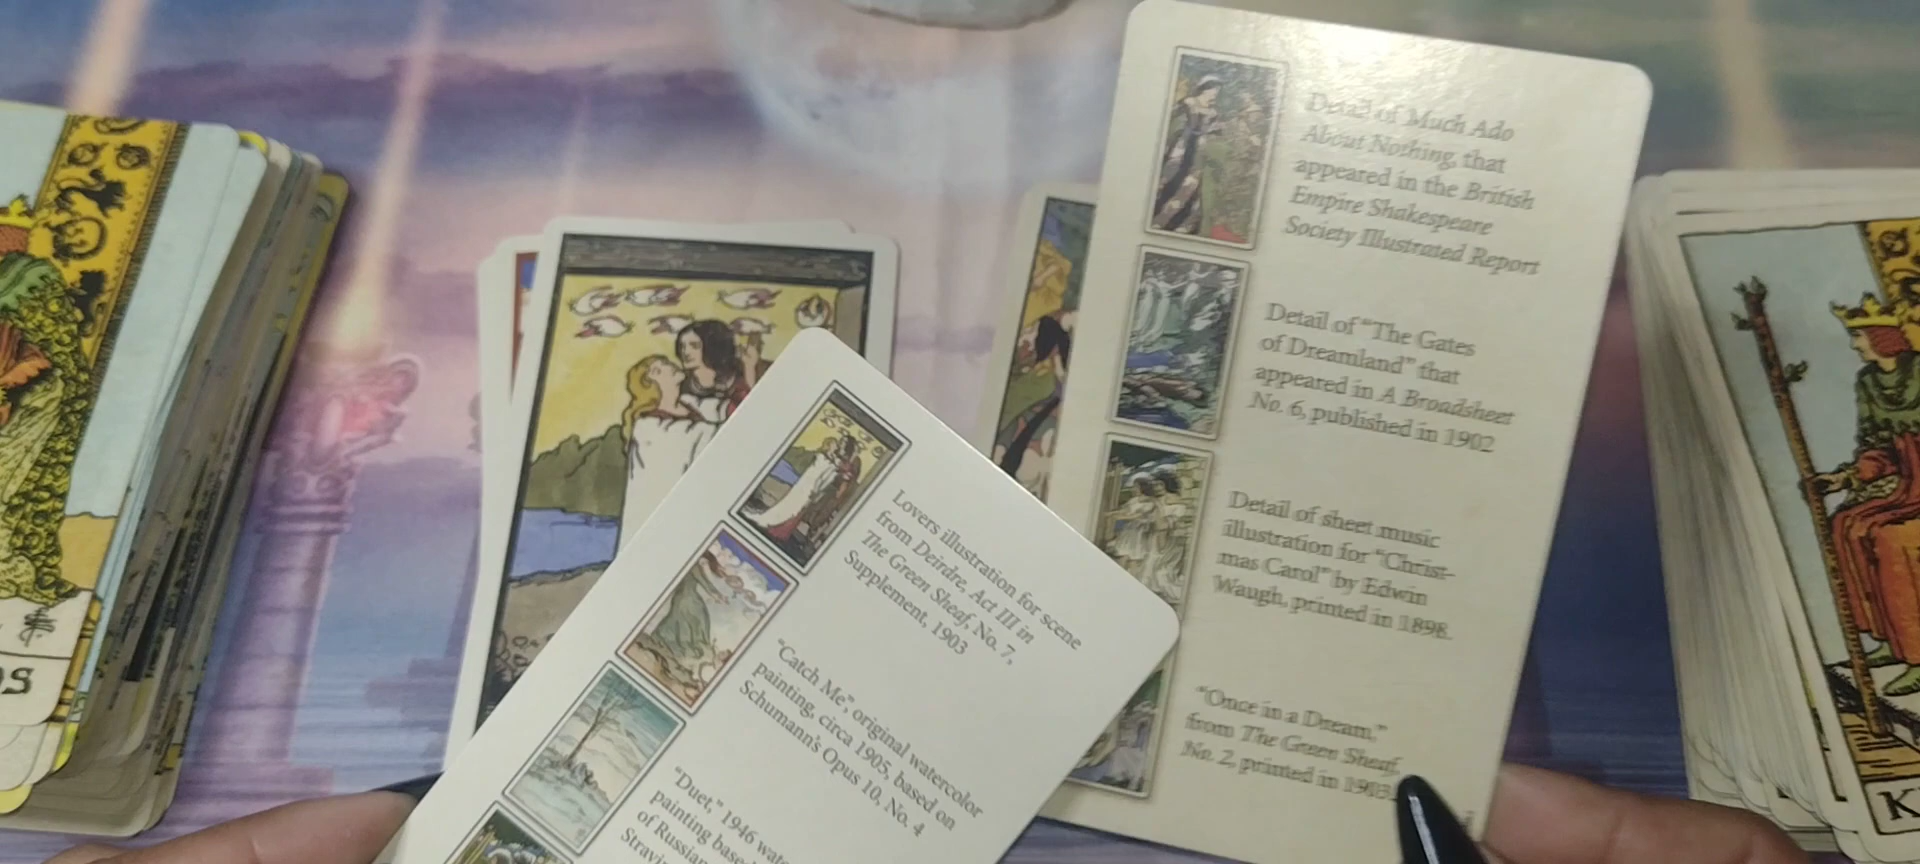 Detail of Much Ado
About Nothing, that
appeared in the British
Empire Shakespeare
Society Illustrated Report
Detail of “The Gates
of Dreamland” that
appeared in A Broadsheet
No. 6, published in 1902
Detail of sheet music
illustration for “Christ-
mas Carol” by Edwin
Waugh, printed in 1898.
“Once in a Dream,”
from The Green Sheaf,
No. 2, printed in 1903
Lovers illustration for scene
from Deirdre, Act III in
The Green Sheaf, No. 7,
Supplement, 1903
“Catch Me”, original watercolor
painting, circa 1905, based on
Schumann’s Opus 10, No. 4
“Duet,” 1946
painting
of Russian